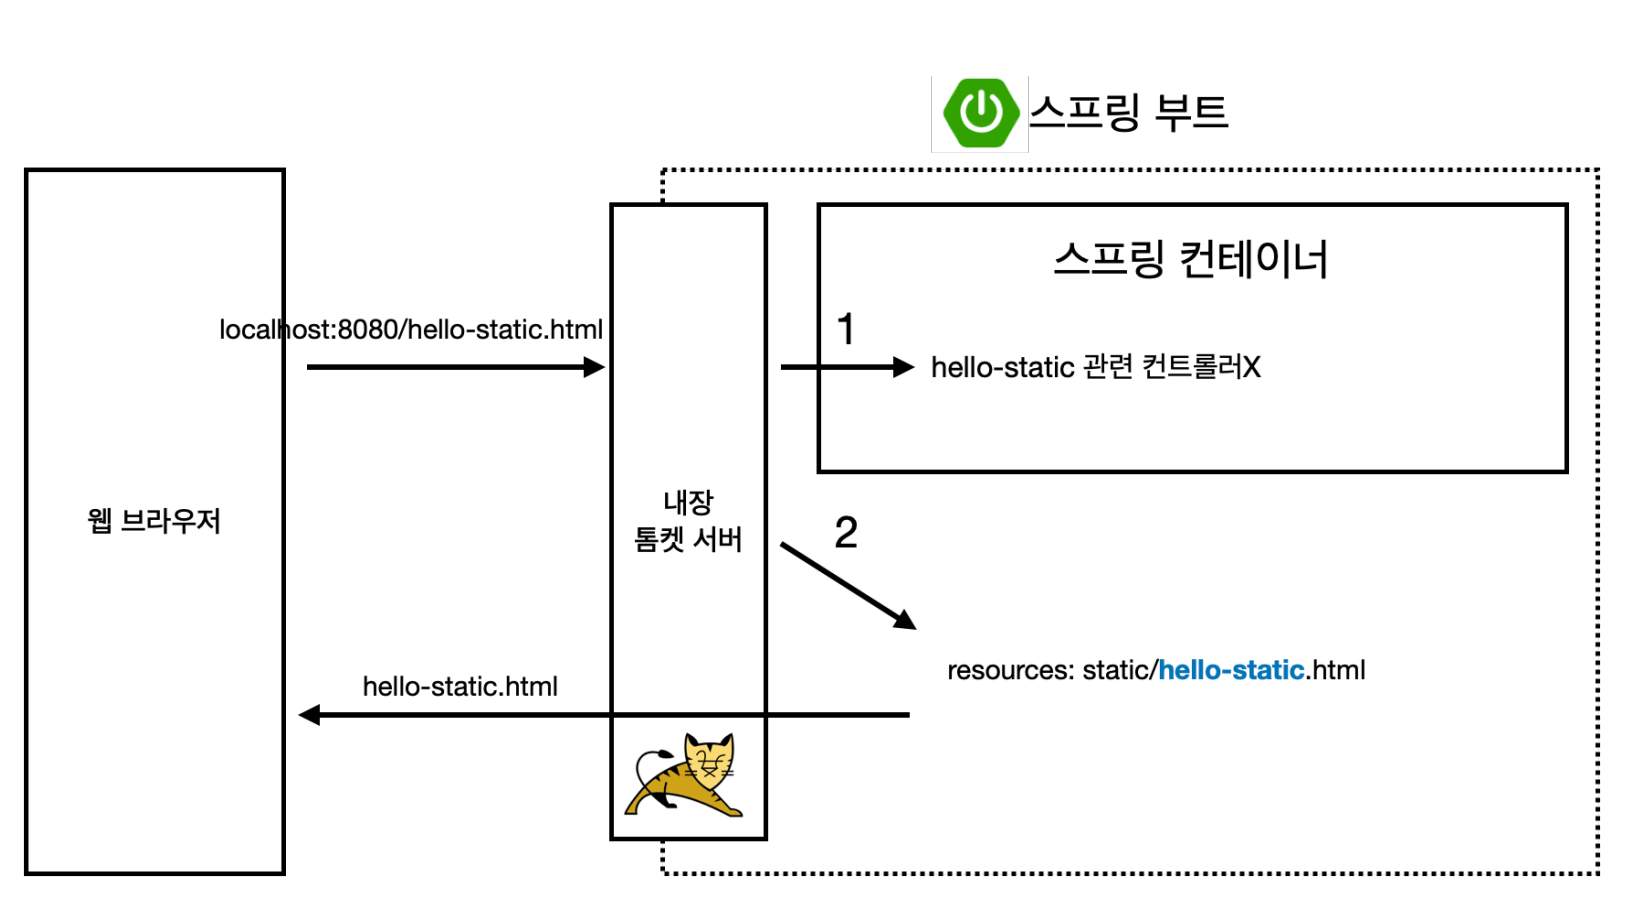 스프링 부트
스프링 컨테이너
localhost:8080/hello-static.html
1
hello-static 관련 컨트롤러X
웹 브라우저
내장
톰켓 서버
2
resources: static/hello-static.html
hello-static.html